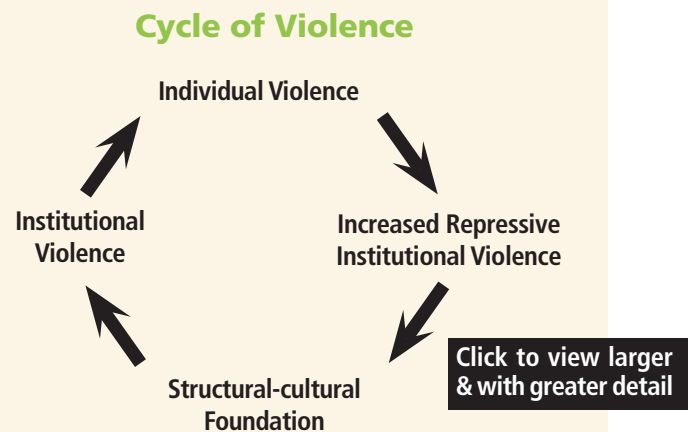 Cycle of Violence
Individual Violence
Institutional
Violence
Increased Repressive
Institutional Violence
Structural-cultural
Foundation
Click to view larger
& with greater detail